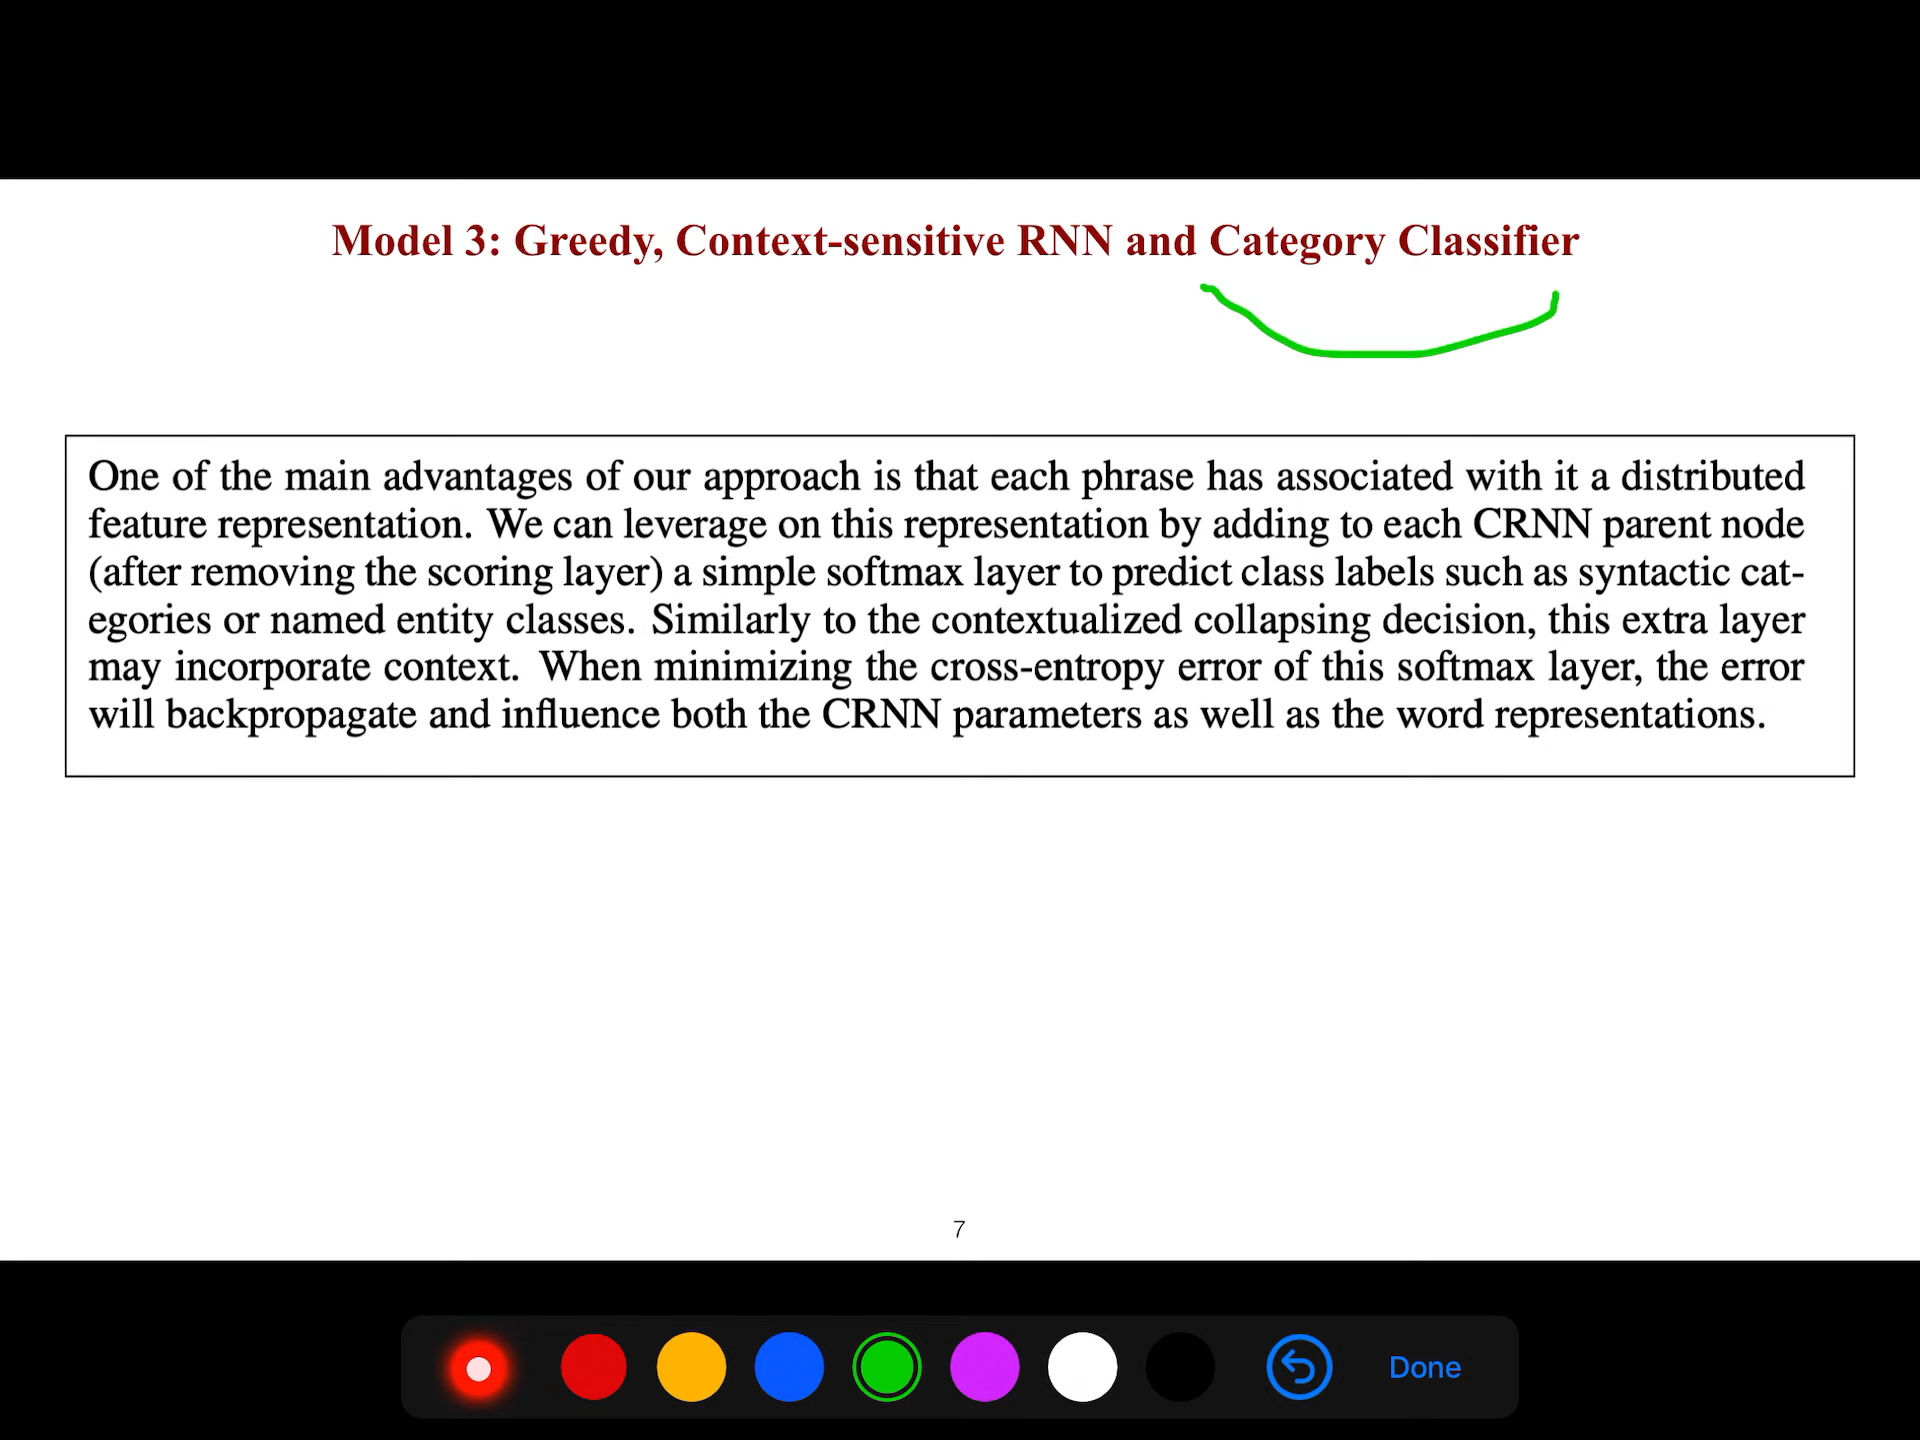 Model 3: Greedy, Context-sensitive RNN and Category Classifier
One of the main advantages of our approach is that each phrase has associated with it a distributed
feature representation. We can leverage on this representation by adding to each CRNN parent node
(after removing the scoring layer) a simple softmax layer to predict class labels such as syntactic cat-
egories or named entity classes. Similarly to the contextualized collapsing decision, this extra layer
may incorporate context. When minimizing the cross-entropy error of this softmax layer, the error
will backpropagate and influence both the CRNN parameters as well as the word representations.
7
Done